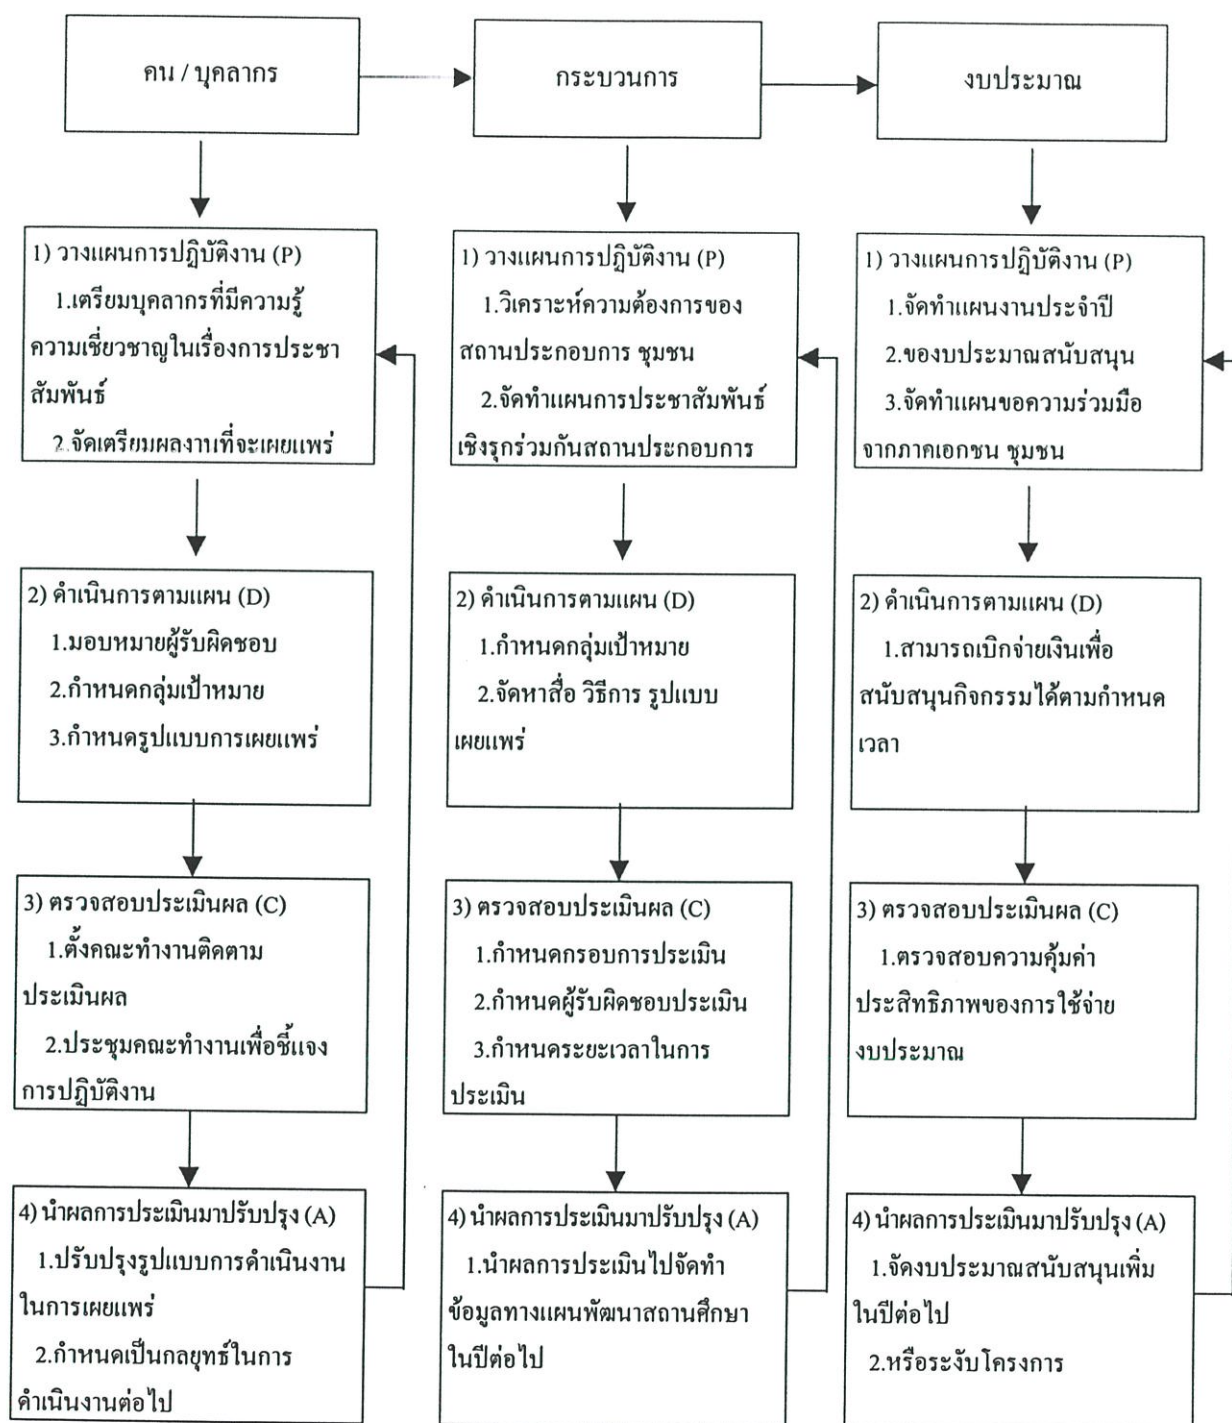 คน / บุคลากร
กระบวนการ
งบประมาณ
1) วางแผนการปฏิบัติงาน (P)
1.เตรียมบุคลากรที่มีความรู้
ความเชี่ยวชาญในเรื่องการประชา
สัมพันธ์
2.จัดเตรียมผลงานที่จะเผยแพร่
2) ดำเนินการตามแผน (D)
1.มอบหมายผู้รับผิดชอบ
2.กำหนดกลุ่มเป้าหมาย
3.กำหนดรูปแบบการเผยแพร่
3) ตรวจสอบประเมินผล (C)
1.ตั้งคณะทำงานติดตาม
ประเมินผล
2.ประชุมคณะทำงานเพื่อชี้แจง
การปฏิบัติงาน
4) นำผลการประเมินมาปรับปรุง (A)
1.ปรับปรุงรูปแบบการดำเนินงาน
ในการเผยแพร่
2.กำหนดเป็นกลยุทธ์ในการ
ดำเนินงานต่อไป
1) วางแผนการปฏิบัติงาน (P)
1.วิเคราะห์ความต้องการของ
สถานประกอบการ ชุมชน
2.จัดทำแผนการประชาสัมพันธ์
เชิงรุกร่วมกันสถานประกอบการ
2) ดำเนินการตามแผน (D)
1.กำหนดกลุ่มเป้าหมาย
2.จัดหาสื่อ วิธีการ รูปแบบ
เผยแพร่
3) ตรวจสอบประเมินผล (C)
1.กำหนดกรอบการประเมิน
2.กำหนดผู้รับผิดชอบประเมิน
3.กำหนดระยะเวลาในการ
ประเมิน
4) นำผลการประเมินมาปรับปรุง (A)
1.นำผลการประเมินไปจัดทำ
ข้อมูลทางแผนพัฒนาสถานศึกษา
ในปีต่อไป
1) วางแผนการปฏิบัติงาน (P)
1.จัดทำแผนงานประจำปี
2.ของบประมาณสนับสนุน
3.จัดทำแผนขอความร่วมมือ
จากภาคเอกชน ชุมชน
2) ดำเนินการตามแผน (D)
1.สามารถเบิกจ่ายเงินเพื่อ
สนับสนุนกิจกรรมได้ตามกำหนด
เวลา
3) ตรวจสอบประเมินผล (C)
1.ตรวจสอบความคุ้มค่า
ประสิทธิภาพของการใช้จ่าย
งบประมาณ
4) นำผลการประเมินมาปรับปรุง (A)
1.จัดงบประมาณสนับสนุนเพิ่ม
ในปีต่อไป
2.หรือระงับโครงการ